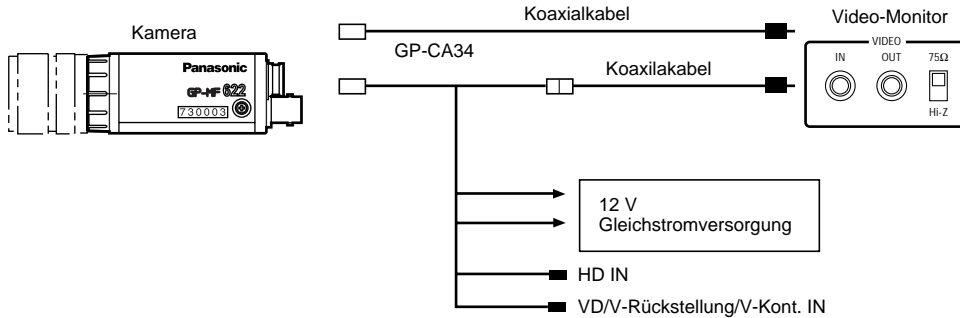 Kamera
Panasonic
GP-MF 622
730003
Koaxialkabel
GP-CA34
Koaxilakabel
Video-Monitor
VIDEO
IN
OUT
75Ω
Hi-Z
12 V
Gleichstromversorgung
HD IN
VD/V-Rückstellung/V-Kont. IN